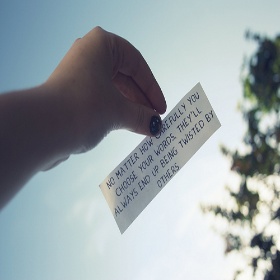 NO MATTER HOW CAREFULLY YOU
CHOOSE YOUR WORDS, THEY'LL
ALWAYS END UP BEING TWISTED BY
OTHERS.